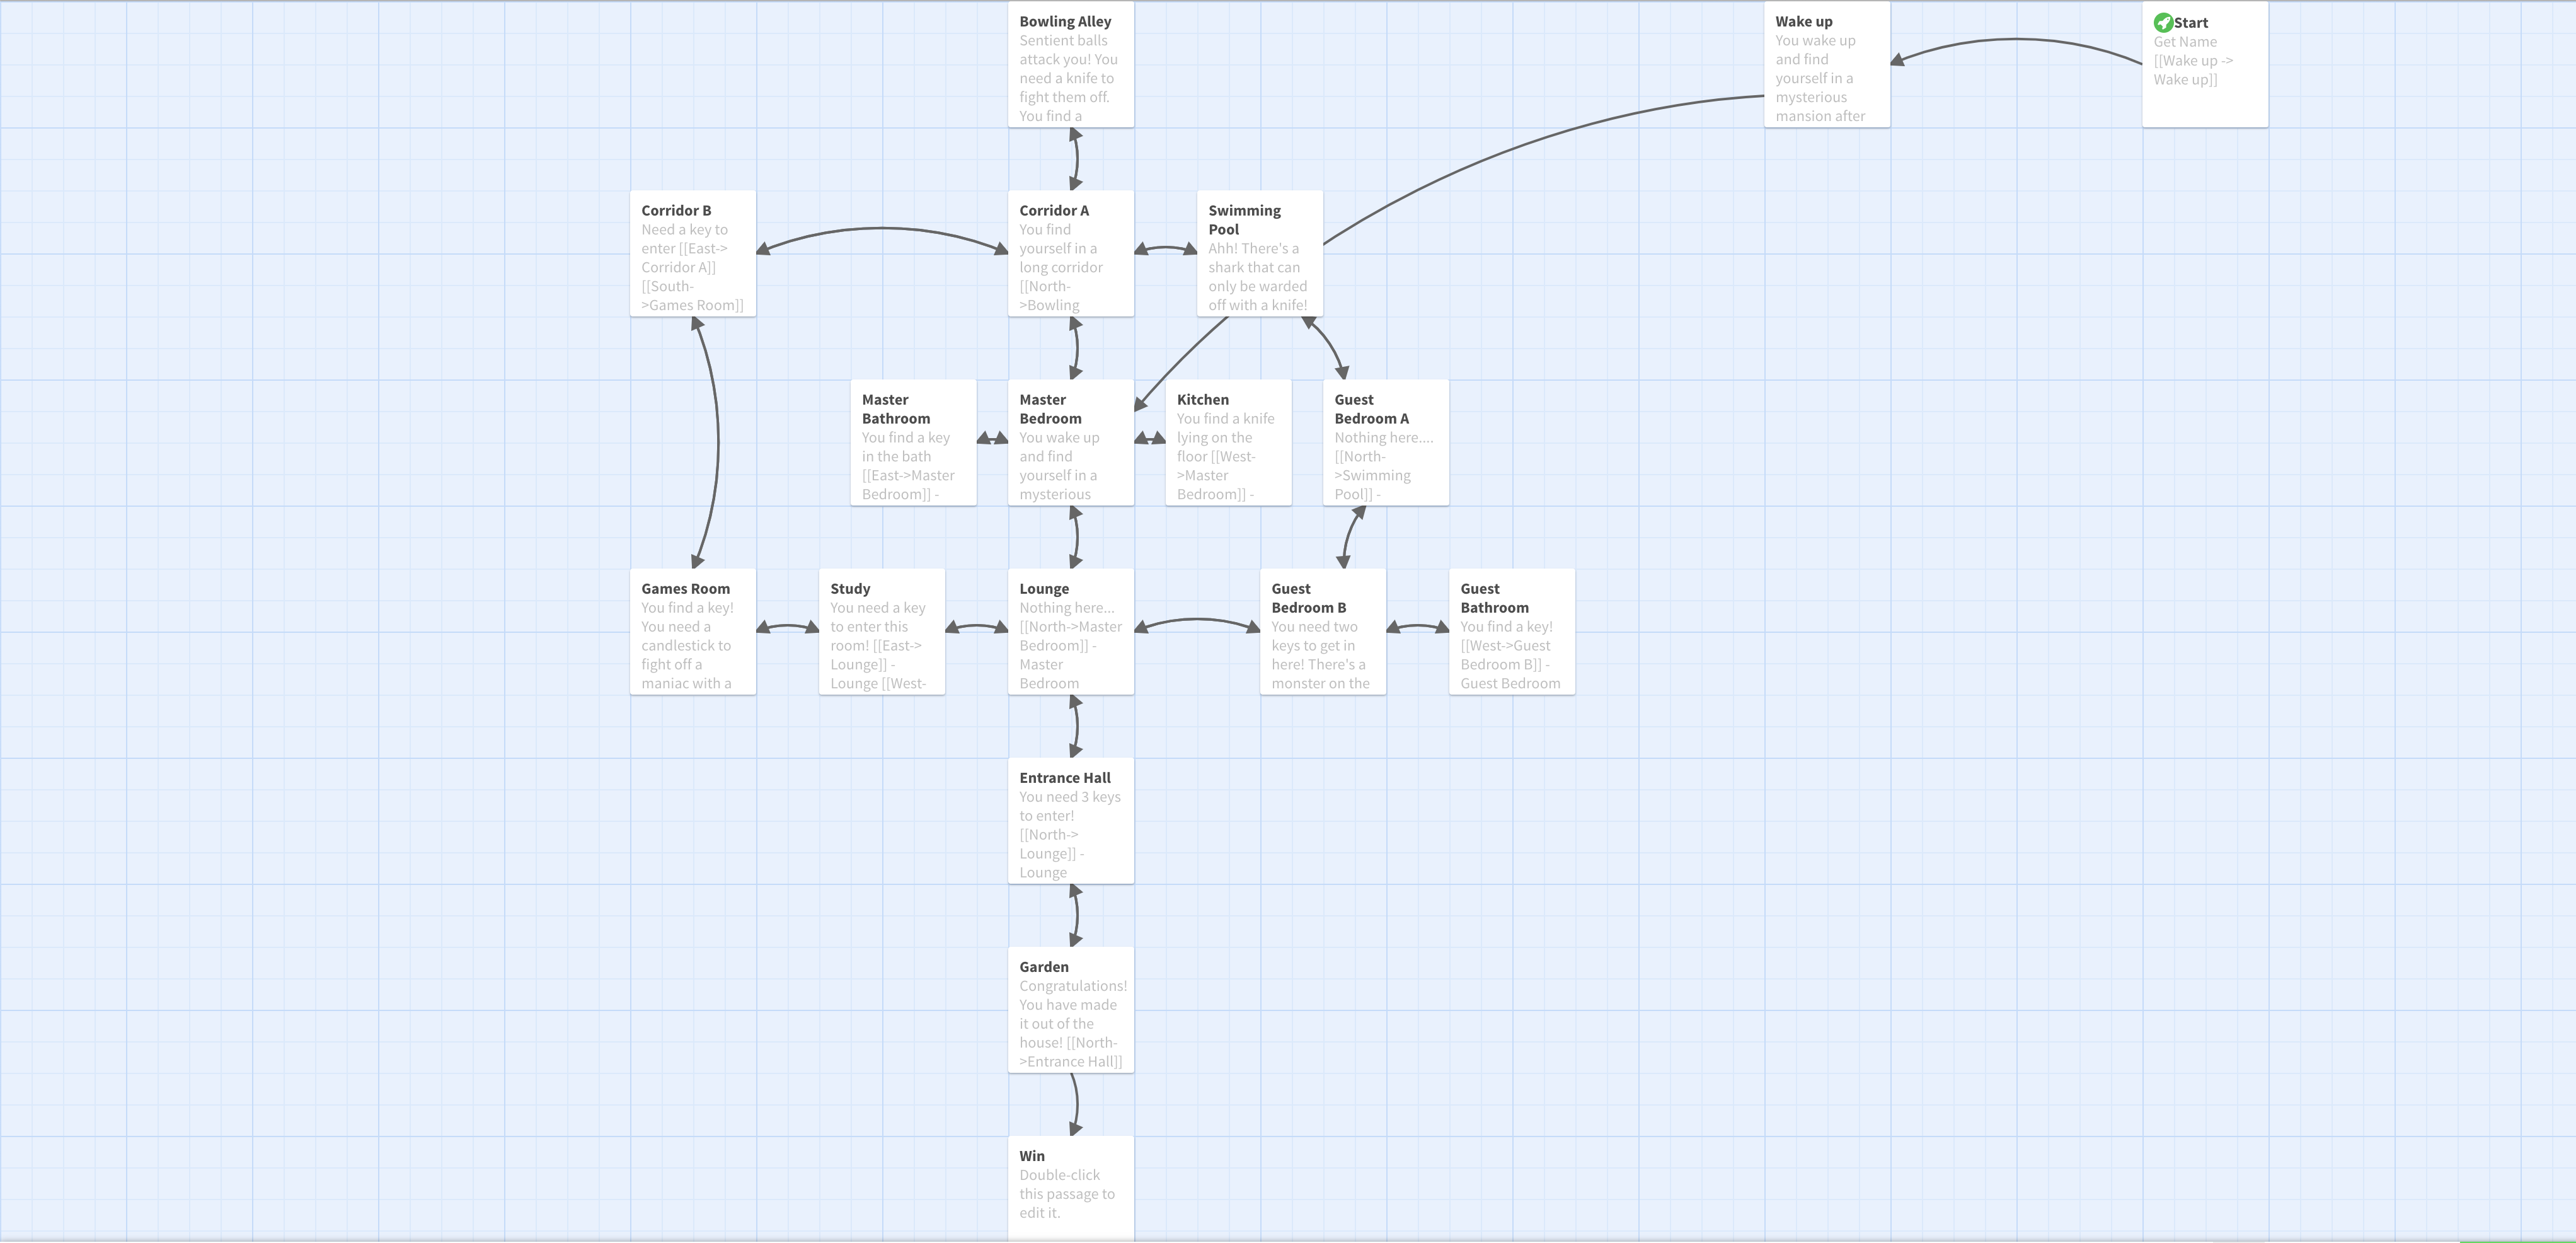 Bowling Alley
Sentient balls
attack you! You
need a knife to
fight them off.
You find a
Wake up
You wake up
and find
yourself in a
mysterious
mansion after
Start
Get Name
[[Wake up ->
Wake up]]
Corridor B
Need a key to
enter [[East->
Corridor A]]
[[South-
>Games Room]]
Corridor A
You find
yourself in a
long corridor
[[North-
>Bowling
Swimming
Pool
Ahh! There's a
shark that can
only be warded
off with a knife!
Master
Bathroom
You find a key
in the bath
[[East->Master
Bedroom]] -
Master
Bedroom
You wake up
and find
yourself in a
mysterious
Kitchen
You find a knife
lying on the
floor [[West-
>Master
Bedroom]] -
Guest
Bedroom A
Nothing here....
[[North-
>Swimming
Pool]] -
Games Room
You find a key!
You need a
candlestick to
fight off a
maniac with a
Study
You need a key
to enter this
room! [[East->
Lounge]] -
Lounge [[West-
Lounge
Nothing here...
[[North->Master
Bedroom]] -
Master
Bedroom
Guest
Bedroom B
You need two
keys to get in
here! There's a
monster on the
Guest
Bathroom
You find a key!
[[West->Guest
Bedroom B]] -
Guest Bedroom
Entrance Hall
You need 3 keys
to enter!
[[North->
Lounge]] -
Lounge
Garden
Congratulations!
You have made
it out of the
house! [[North-
>Entrance Hall]]
Win
Double-click
this passage to
edit it.